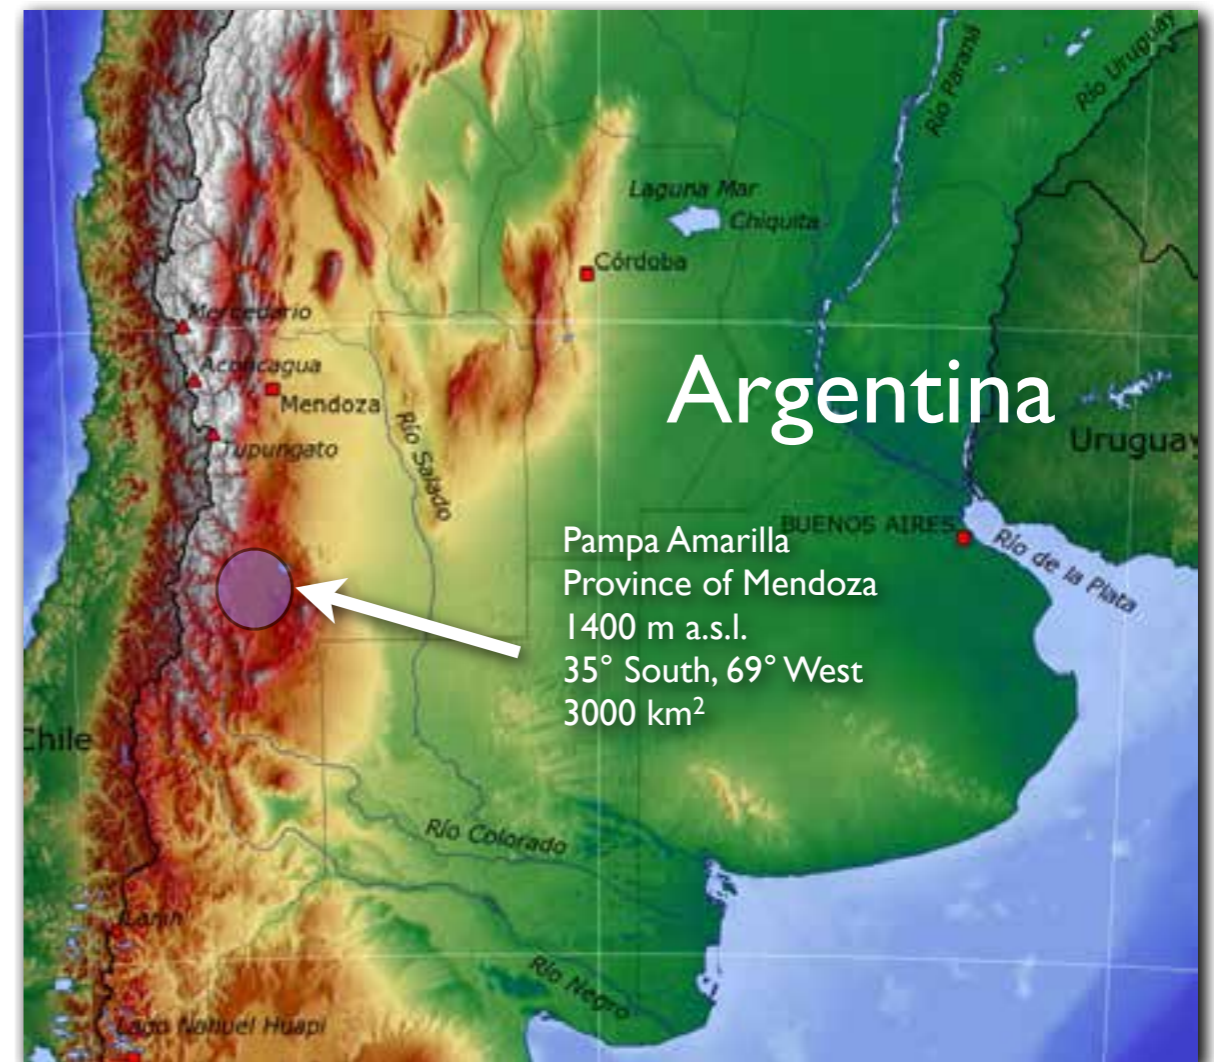 Río Paraná
Río Uruguay
Laguna Mar
Chiquita
Córdoba
Mercedario
Aconcagua
Mendoza
Tupungato
Río Salado
Argentina
Uruguay
BUENOS AIRES
Río de la Plata
Pampa Amarilla
Province of Mendoza
1400 m a.s.l.
35° South, 69° West
3000 km²
Chile
Río Colorado
Lanín
Río Negro
Lago Nahuel Huapi